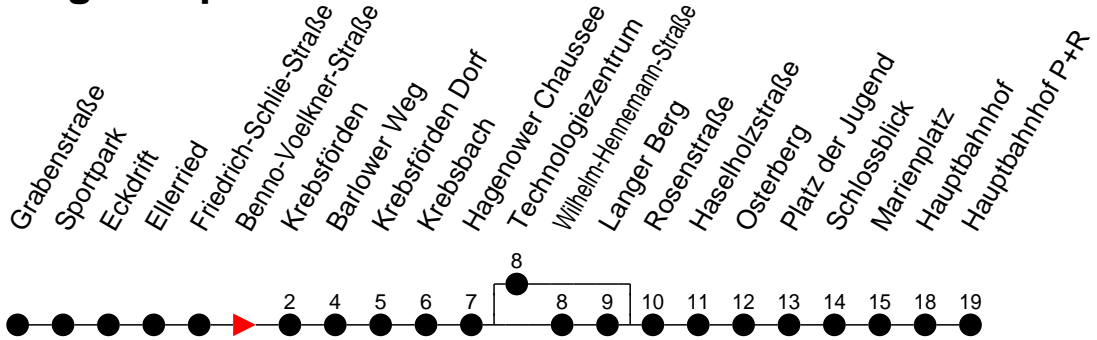 Grabenstraße
Sportpark
Eckdrift
Ellerried
Friedrich-Schlie-Straße
Benno-Voelkner-Straße
Krebsförden
Barlower Weg
Krebsförden Dorf
Krebsbach
Hagenower Chaussee
Technologiezentrum
Wilhelm-Hennemann-Straße
Langer Berg
Rosenstraße
Haselholzstraße
Osterberg
Platz der Jugend
Schlossblick
Marienplatz
Hauptbahnhof
Hauptbahnhof P+R
8
2 4 5 6 7 8 9 10 11 12 13 14 15 18 19